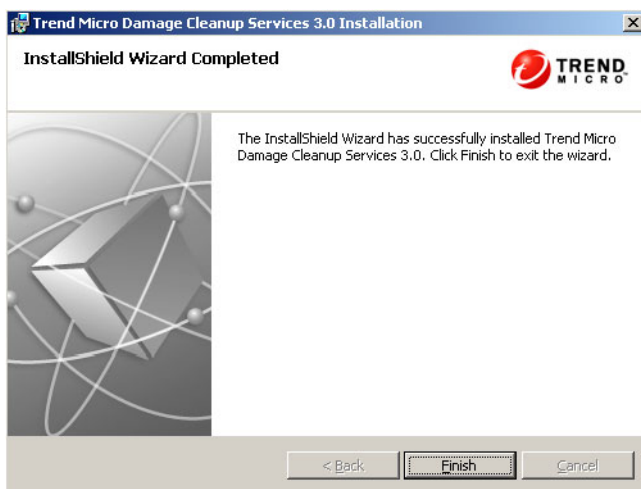 Trend Micro Damage Cleanup Services 3.0 Installation
InstallShield Wizard Completed
TREND
MICRO™
The InstallShield Wizard has successfully installed Trend Micro
Damage Cleanup Services 3.0. Click Finish to exit the wizard.
< Back
Finish
Cancel